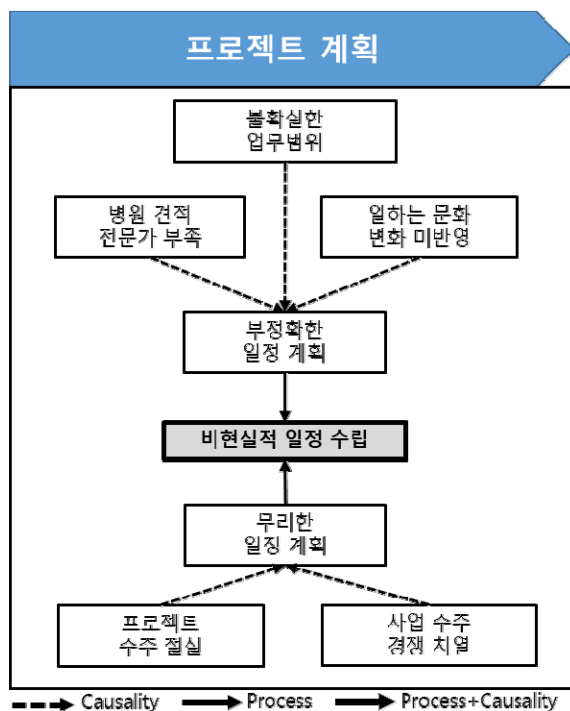 프로젝트 계획
불확실한
업무범위
병원 견적
전문가 부족
일하는 문화
변화 미반영
부정확한
일정 계획
비현실적 일정 수립
무리한
일정 계획
프로젝트
수주 절실
사업 수주
경쟁 치열
Causality
Process
Process+Causality